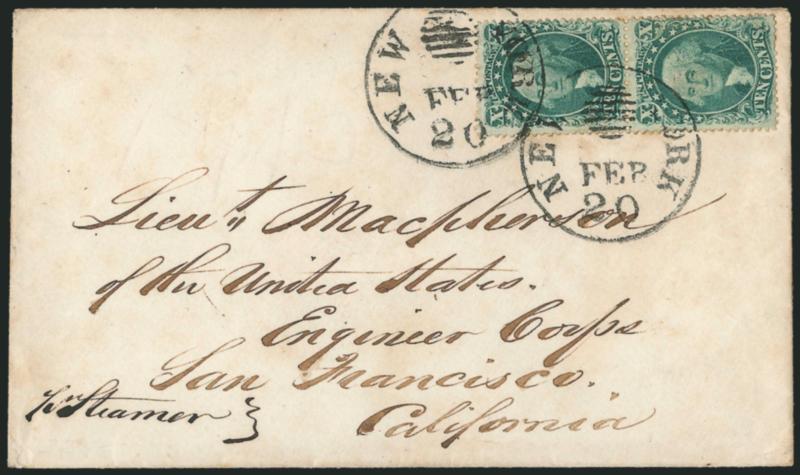 NEW YORK
FEB
20
NEW YORK
FEB
20
TEN CENTS
X
TEN CENTS
X
Lieut. Macpherson
of the United States.
Engineer Corps
San Francisco.
pr Steamer }
California